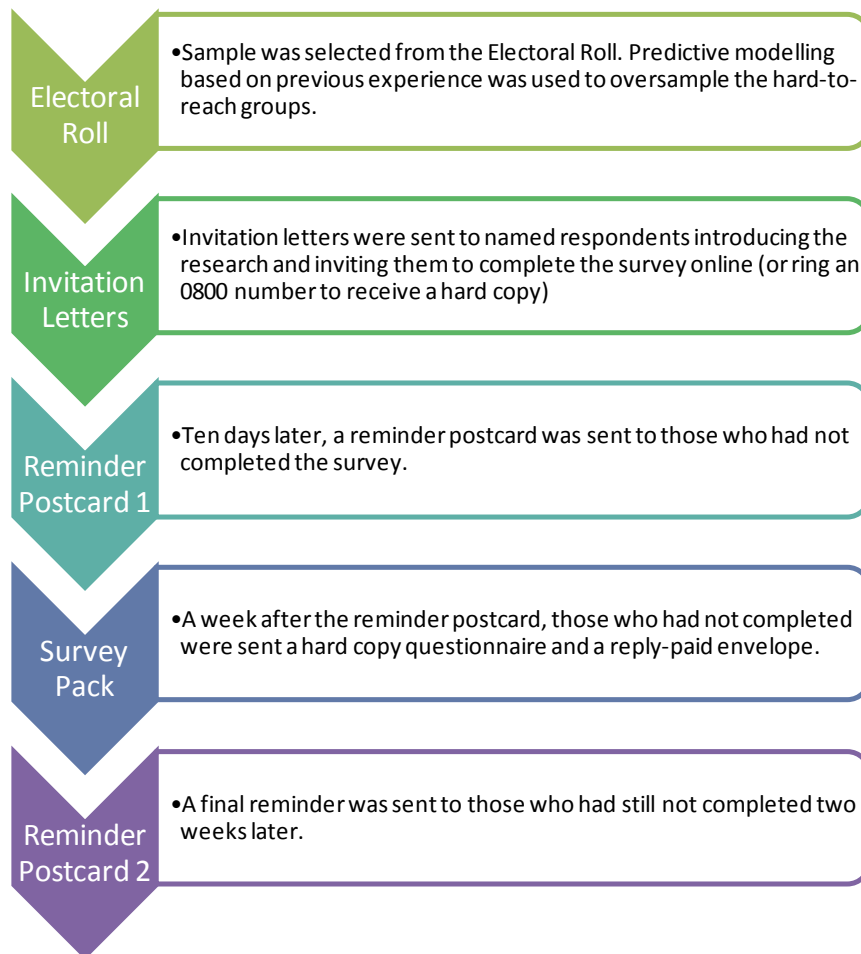 Electoral
Roll
•Sample was selected from the Electoral Roll. Predictive modelling
based on previous experience was used to oversample the hard-to-
reach groups.
Invitation
Letters
•Invitation letters were sent to named respondents introducing the
research and inviting them to complete the survey online (or ring an
0800 number to receive a hard copy)
Reminder
Postcard 1
•Ten days later, a reminder postcard was sent to those who had not
completed the survey.
Survey
Pack
•A week after the reminder postcard, those who had not completed
were sent a hard copy questionnaire and a reply-paid envelope.
Reminder
Postcard 2
•A final reminder was sent to those who had still not completed two
weeks later.